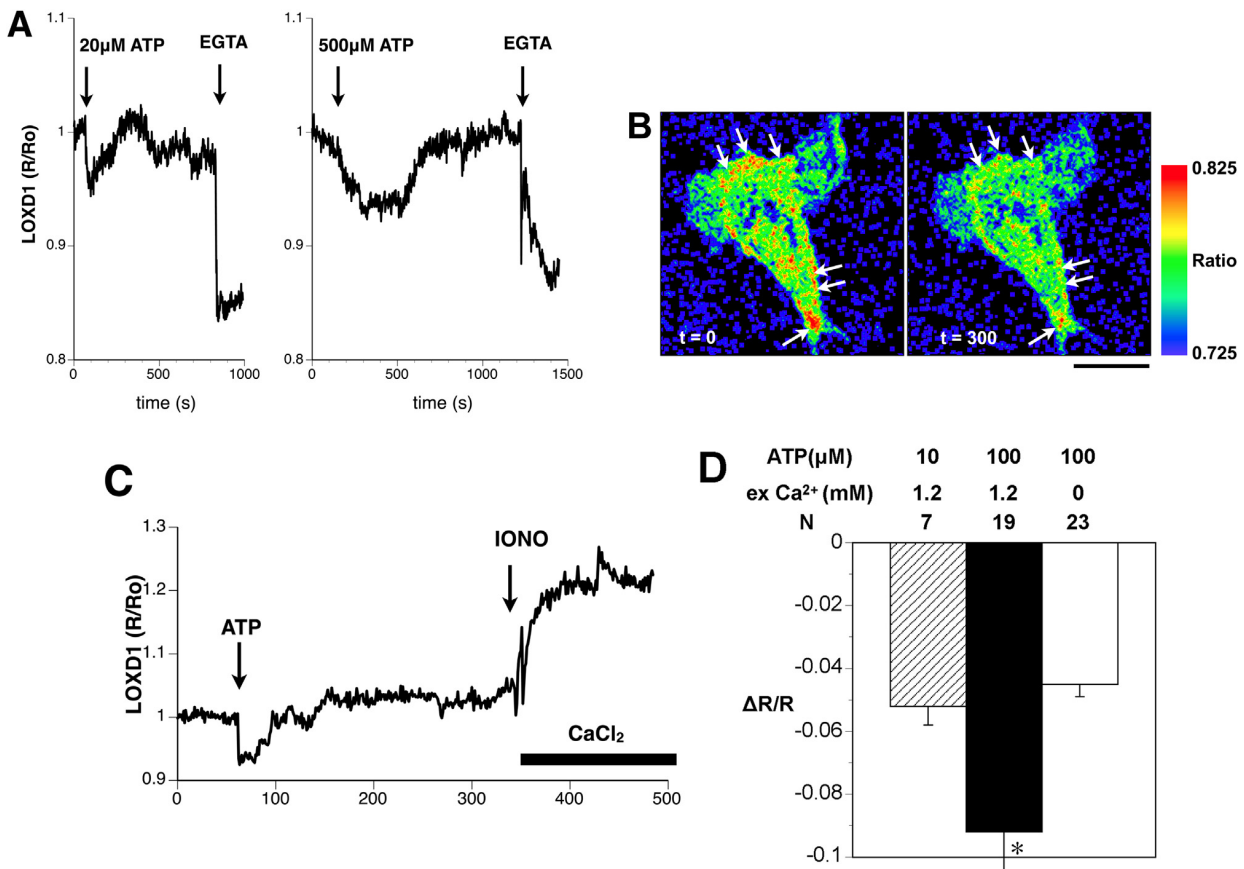 A
1.1
1
0.9
0.8
LOXD1 (R/Ro)
20µM ATP
EGTA
0
500
1000
time (s)
1.1
1
0.9
0.8
500µM ATP
EGTA
0
500
1000
1500
time (s)
B
t = 0
t = 300
0.825
Ratio
0.725
C
1.3
1.2
1.1
1
0.9
LOXD1 (R/Ro)
ATP
IONO
CaCl₂
0
100
200
300
400
500
D
ATP(µM) 10 100 100
ex Ca²⁺ (mM) 1.2 1.2 0
N 7 19 23
0
-0.02
-0.04
-0.06
-0.08
-0.1
ΔR/R
*